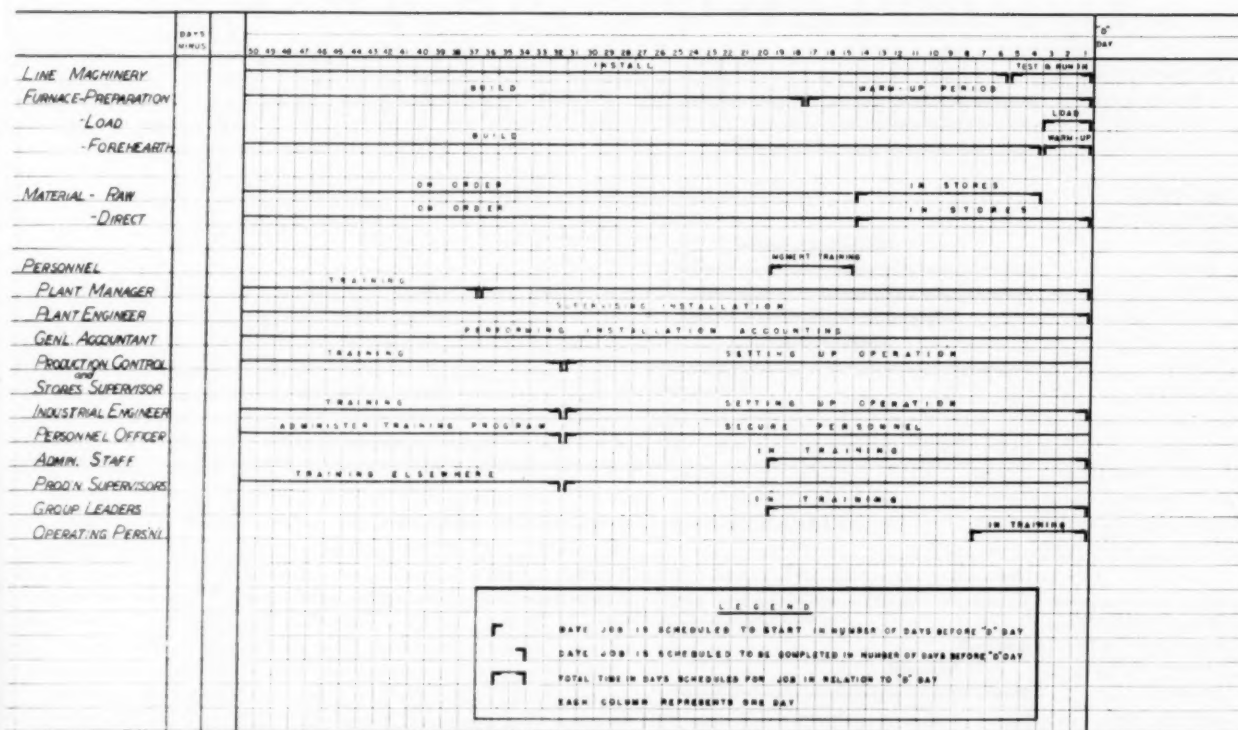 DAYS MINUS
50 49 48 47 46 45 44 43 42 41 40 39 38 37 36 35 34 33 32 31 30 29 28 27 26 25 24 23 22 21 20 19 18 17 16 15 14 13 12 11 10 9 8 7 6 5 4 3 2 1
"D" DAY
LINE MACHINERY INSTALL TEST & RUN IN
FURNACE-PREPARATION BUILD WARM-UP PERIOD
-LOAD LOAD
-FOREHEARTH BUILD WARM-UP
MATERIAL - RAW ON ORDER IN STORES
-DIRECT ON ORDER IN STORES
PERSONNEL MGMENT TRAINING
PLANT MANAGER TRAINING
PLANT ENGINEER SUPERVISING INSTALLATION
GENL. ACCOUNTANT PERFORMING INSTALLATION ACCOUNTING
PRODUCTION CONTROL TRAINING SETTING UP OPERATION
and
STORES SUPERVISOR
INDUSTRIAL ENGINEER TRAINING SETTING UP OPERATION
PERSONNEL OFFICER ADMINISTER TRAINING PROGRAM SECURE PERSONNEL
ADMIN. STAFF IN TRAINING
PROD'N SUPERVISORS TRAINING ELSEWHERE
GROUP LEADERS IN TRAINING
OPERATING PERS'NL. IN TRAINING
LEGEND
DATE JOB IS SCHEDULED TO START IN NUMBER OF DAYS BEFORE "D" DAY
DATE JOB IS SCHEDULED TO BE COMPLETED IN NUMBER OF DAYS BEFORE "D" DAY
TOTAL TIME IN DAYS SCHEDULES FOR JOB IN RELATION TO "D" DAY
EACH COLUMN REPRESENTS ONE DAY